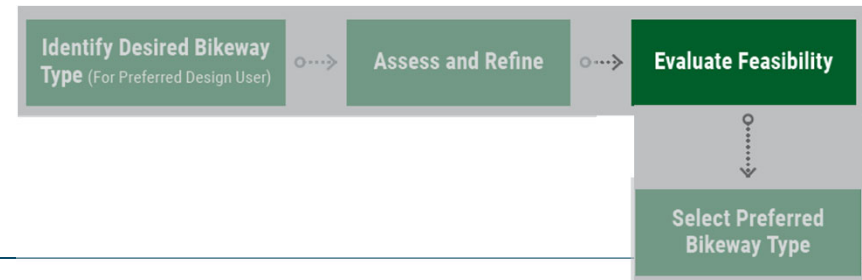 Identify Desired Bikeway
Type (For Preferred Design User)
Assess and Refine
Evaluate Feasibility
Select Preferred
Bikeway Type